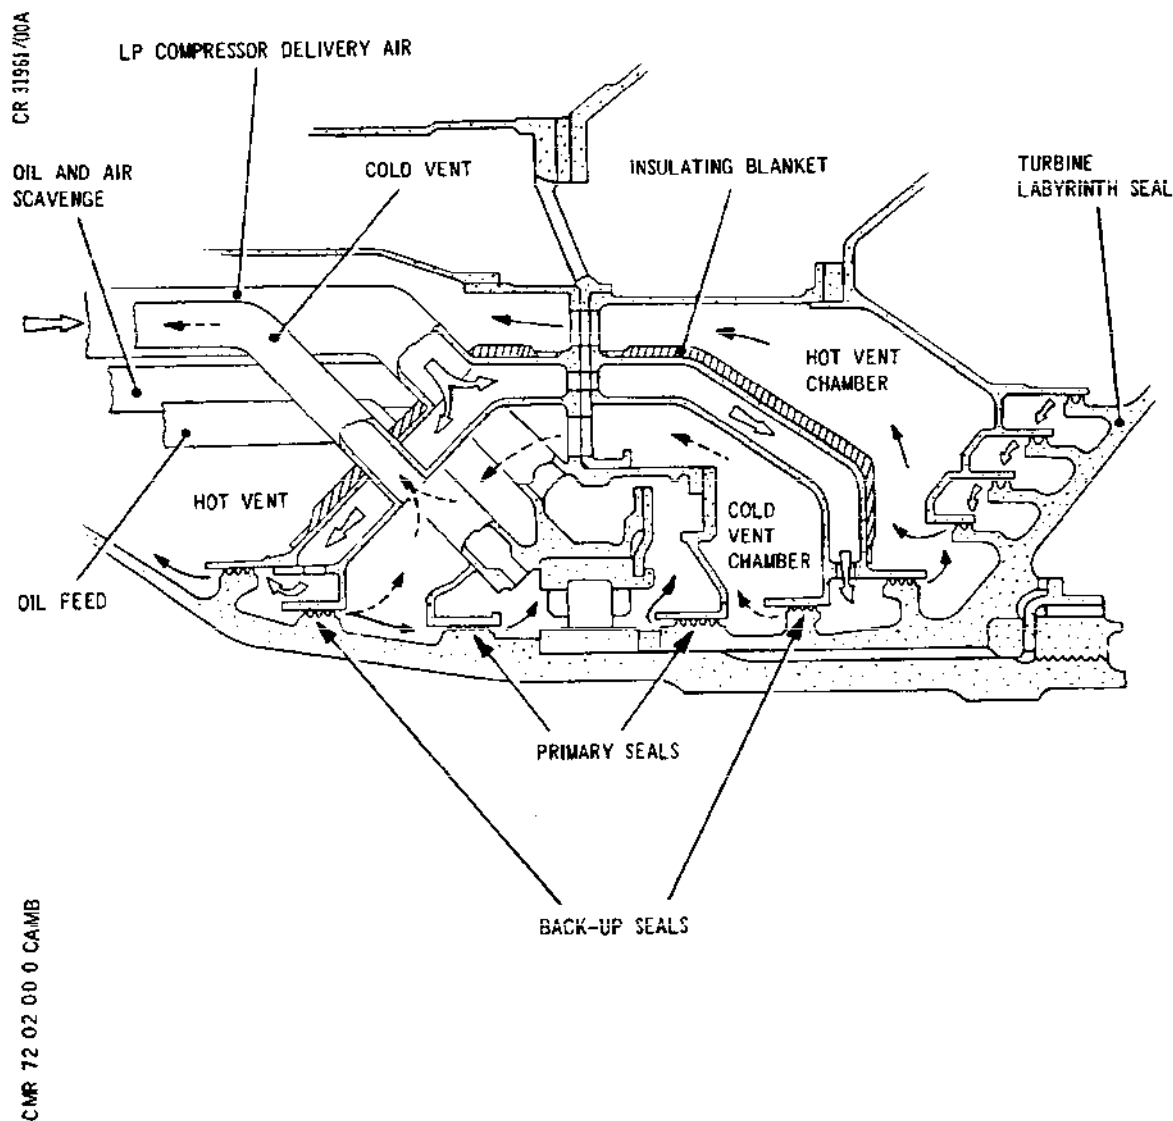 CR 31961/00A
LP COMPRESSOR DELIVERY AIR
OIL AND AIR
SCAVENGE
COLD VENT
INSULATING BLANKET
TURBINE
LABYRINTH SEAL
HOT VENT
CHAMBER
HOT VENT
COLD
VENT
CHAMBER
OIL FEED
PRIMARY SEALS
BACK-UP SEALS
CMR 72 02 00 0 CAMB